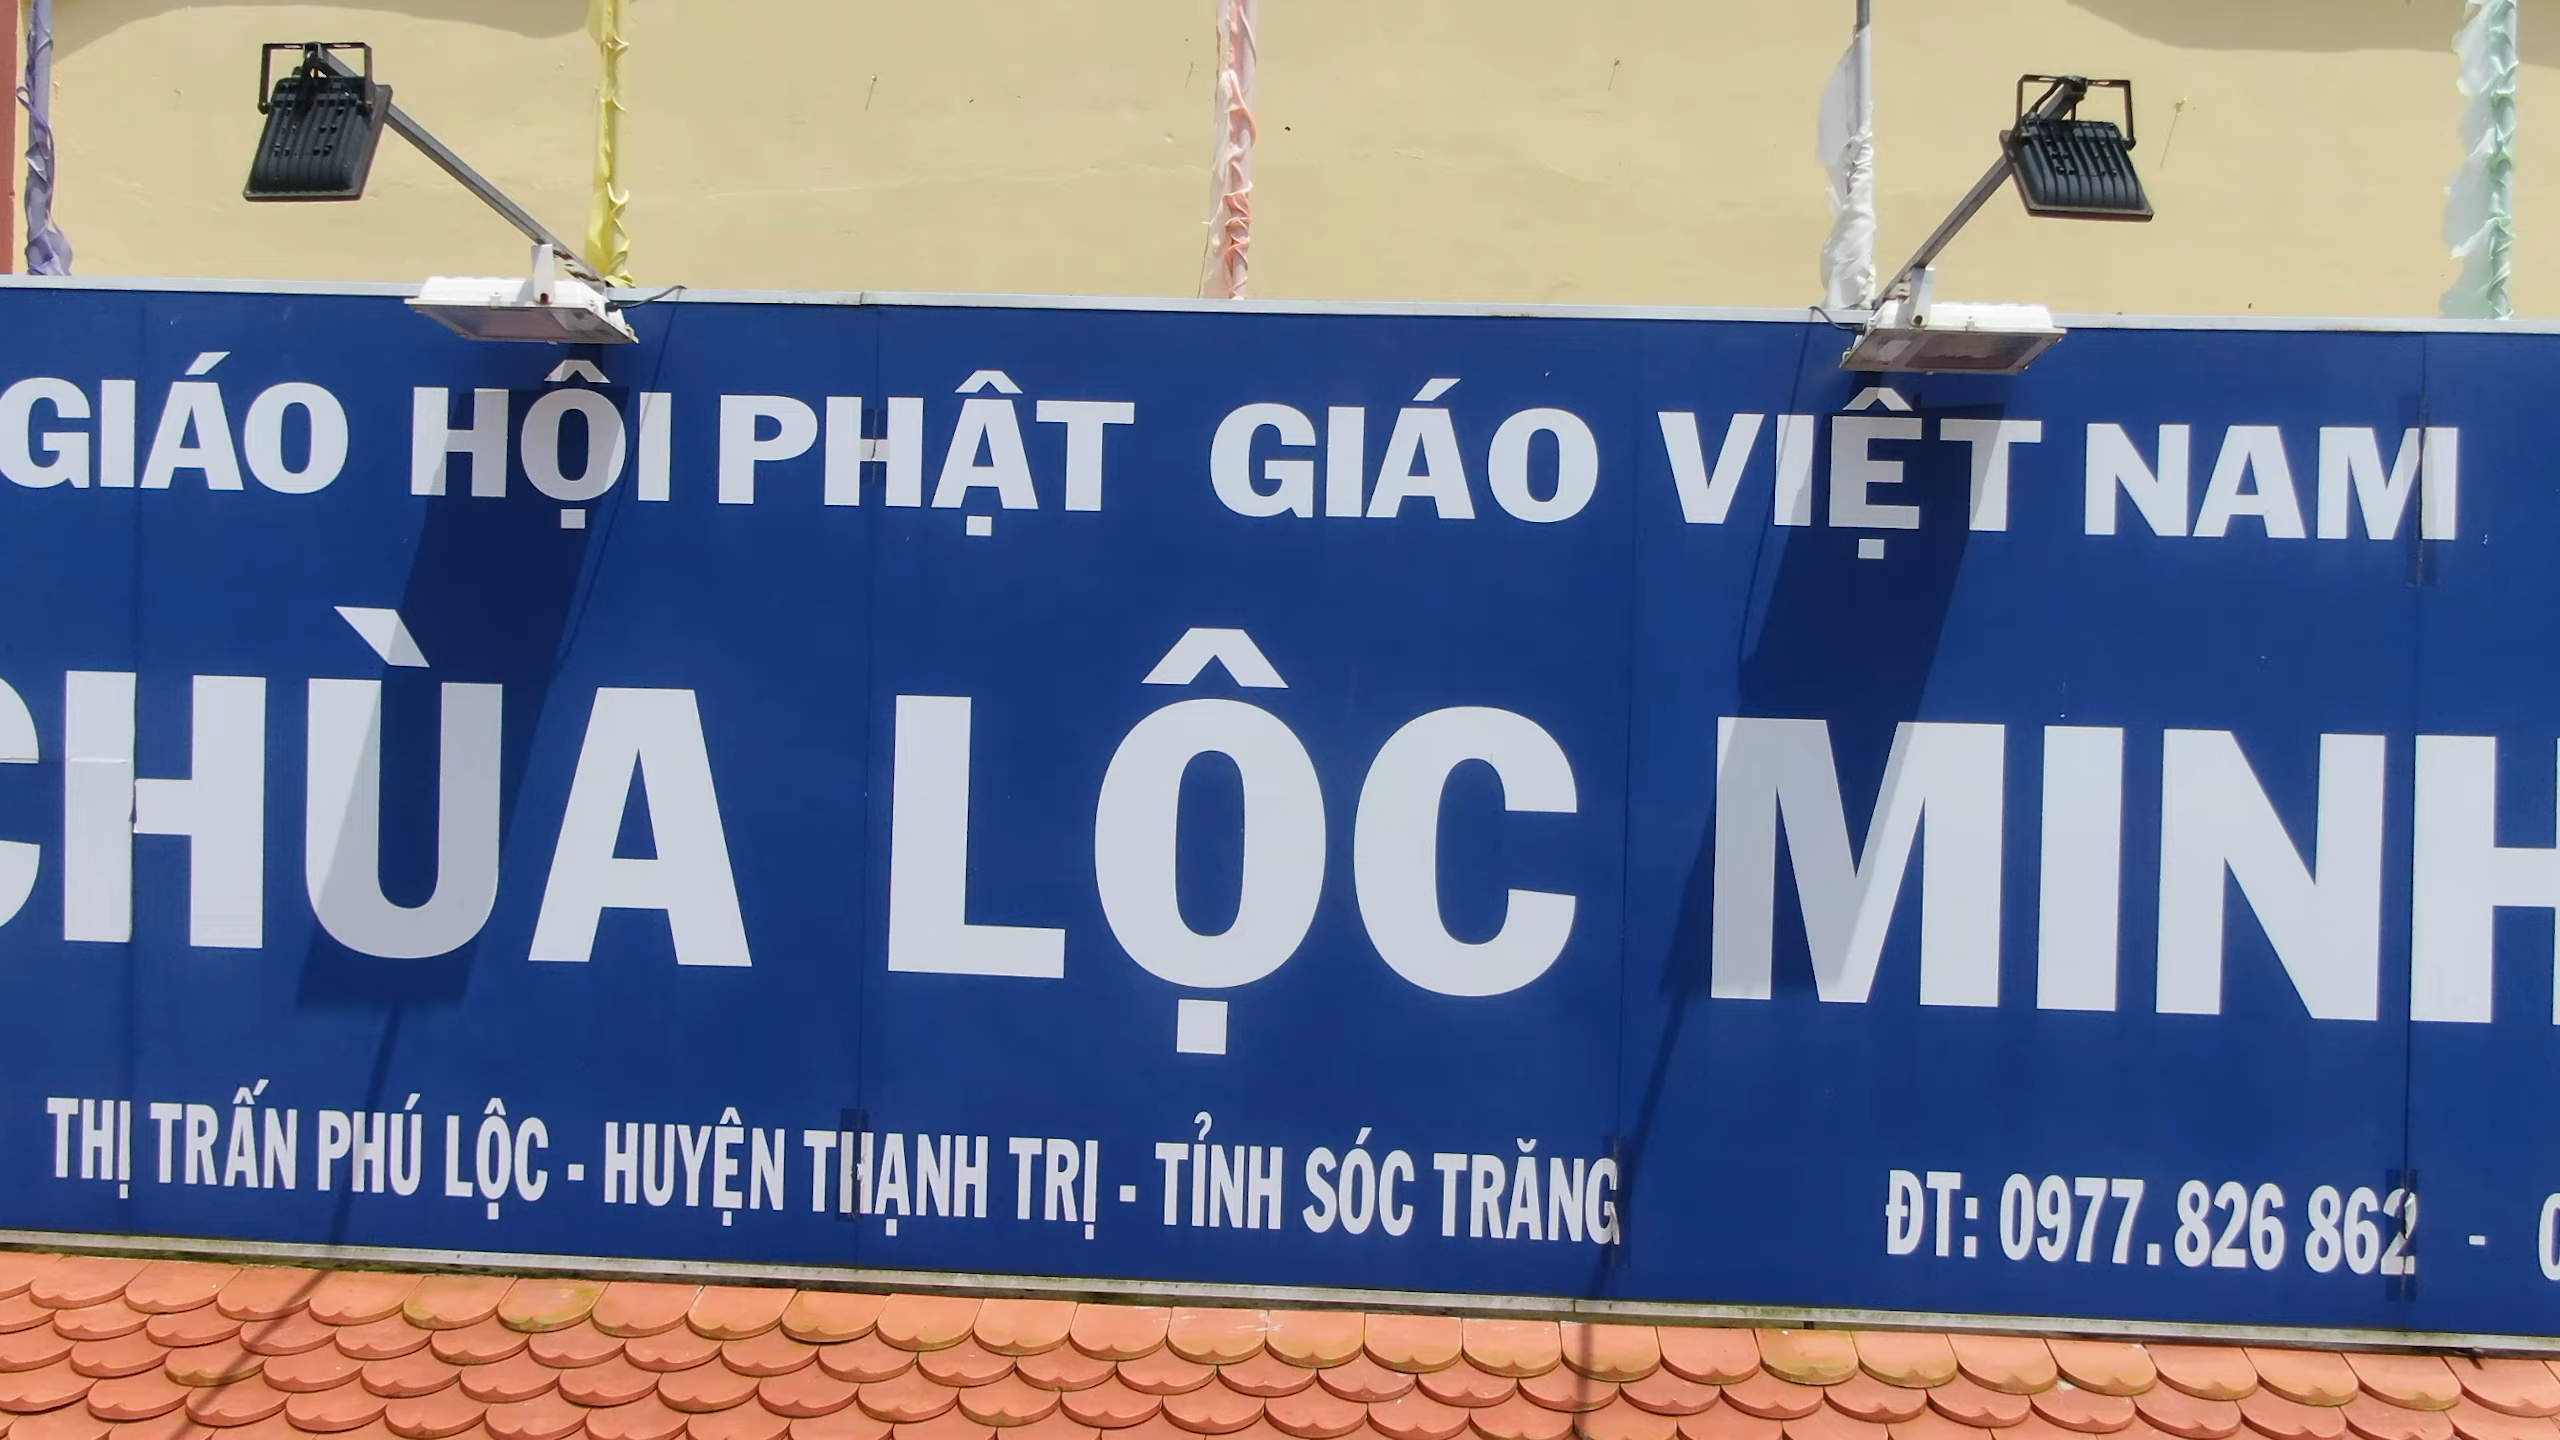 GIÁO HỘI PHẬT GIÁO VIỆT NAM
CHÙA LỘC MINH
THỊ TRẤN PHÚ LỘC - HUYỆN THẠNH TRỊ - TỈNH SÓC TRĂNG ĐT: 0977.826 862 -